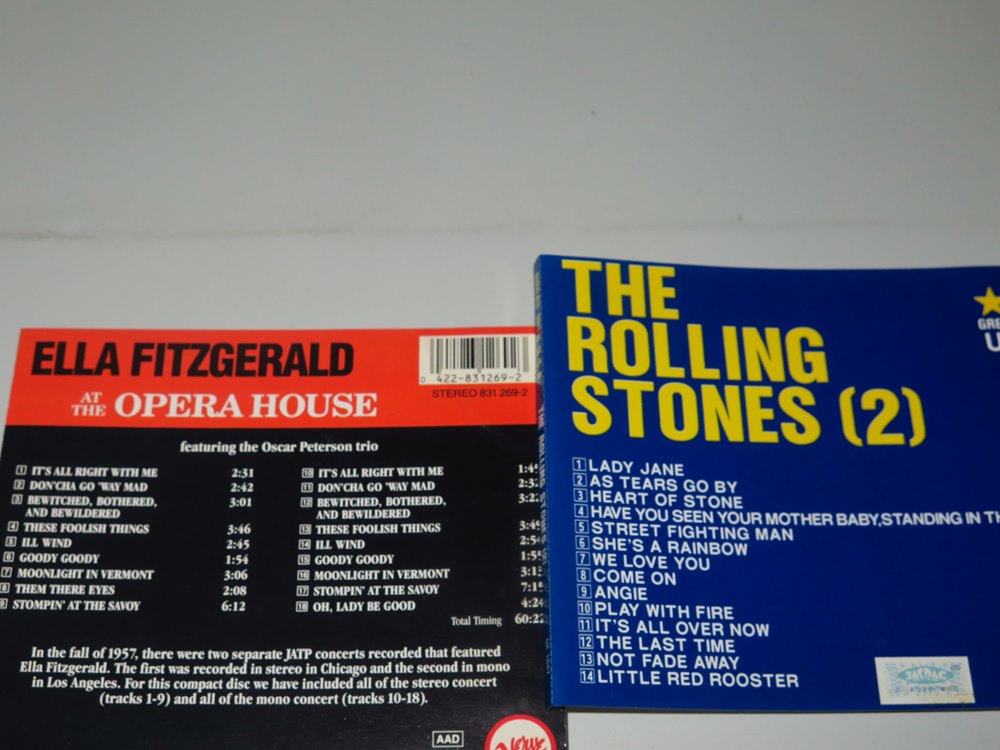 ELLA FITZGERALD
AT THE OPERA HOUSE
0 422-831269-2
STEREO 831 269-2
featuring the Oscar Peterson trio
1 IT'S ALL RIGHT WITH ME 2:31
2 DON'CHA GO 'WAY MAD 2:42
3 BEWITCHED, BOTHERED, 3:01
AND BEWILDERED
4 THESE FOOLISH THINGS 3:46
5 ILL WIND 2:45
6 GOODY GOODY 1:54
7 MOONLIGHT IN VERMONT 3:06
8 THEM THERE EYES 2:08
9 STOMPIN' AT THE SAVOY 6:12
10 IT'S ALL RIGHT WITH ME
11 DON'CHA GO 'WAY MAD
12 BEWITCHED, BOTHERED, 3:22
AND BEWILDERED
13 THESE FOOLISH THINGS
14 ILL WIND
15 GOODY GOODY
16 MOONLIGHT IN VERMONT
17 STOMPIN' AT THE SAVOY
18 OH, LADY BE GOOD 4:24
Total Timing 60:22
In the fall of 1957, there were two separate JATP concerts recorded that featured
Ella Fitzgerald. The first was recorded in stereo in Chicago and the second in mono
in Los Angeles. For this compact disc we have included all of the stereo concert
(tracks 1-9) and all of the mono concert (tracks 10-18).
AAD
Verve
THE
ROLLING
STONES (2)
1 LADY JANE
2 AS TEARS GO BY
3 HEART OF STONE
4 HAVE YOU SEEN YOUR MOTHER BABY,STANDING IN TH
5 STREET FIGHTING MAN
6 SHE'S A RAINBOW
7 WE LOVE YOU
8 COME ON
9 ANGIE
10 PLAY WITH FIRE
11 IT'S ALL OVER NOW
12 THE LAST TIME
13 NOT FADE AWAY
14 LITTLE RED ROOSTER
GRE
U
JASRAC